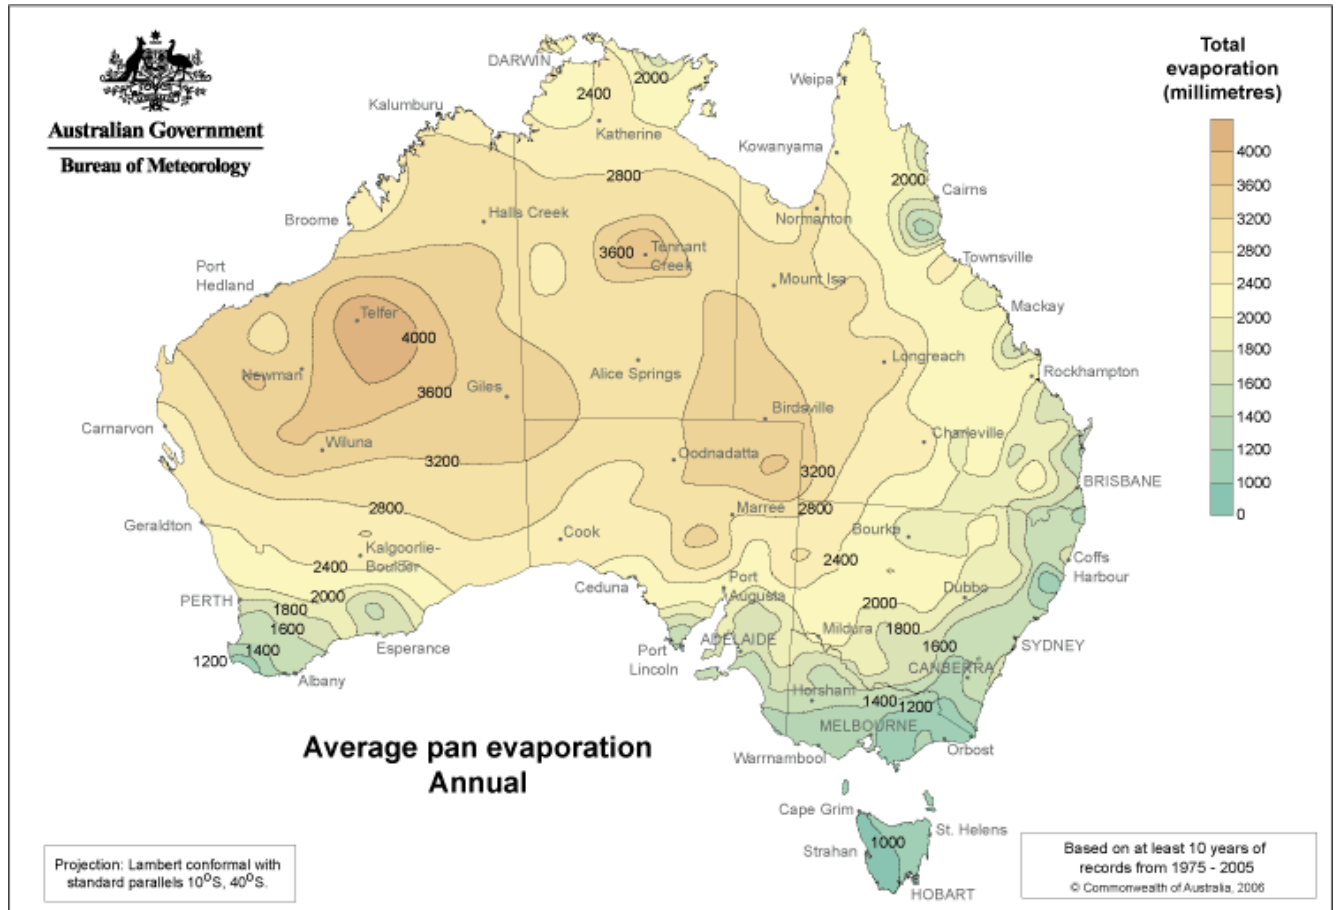 Australian Government
Bureau of Meteorology
Total
evaporation
(millimetres)
4000
3600
3200
2800
2400
2000
1800
1600
1400
1200
1000
0
DARWIN
2000
Weipa
2400
Kalumburu
Katherine
Kowanyama
2800
2000
Cairns
Halls Creek
Normanton
Broome
3600
Tennant
Creek
Townsville
Port
Hedland
Mount Isa
Mackay
Telfer
4000
Longreach
Newman
Alice Springs
Rockhampton
Giles
3600
Birdsville
Carnarvon
Charleville
Wiluna
3200
Oodnadatta
3200
BRISBANE
2800
Marree
2800
Geraldton
Cook
Bourke
Kalgoorlie-
Boulder
2400
2400
Coffs
Harbour
Ceduna
Port
Augusta
Dubbo
PERTH
2000
1800
2000
1600
Mildura
1800
1600
ADELAIDE
SYDNEY
Esperance
1400
1200
Port
Lincoln
CANBERRA
Albany
Horsham
1400
1200
MELBOURNE
Average pan evaporation
Annual
Warrnambool
Orbost
Cape Grim
St. Helens
1000
Strahan
HOBART
Projection: Lambert conformal with
standard parallels 10°S, 40°S.
Based on at least 10 years of
records from 1975 - 2005
© Commonwealth of Australia, 2006